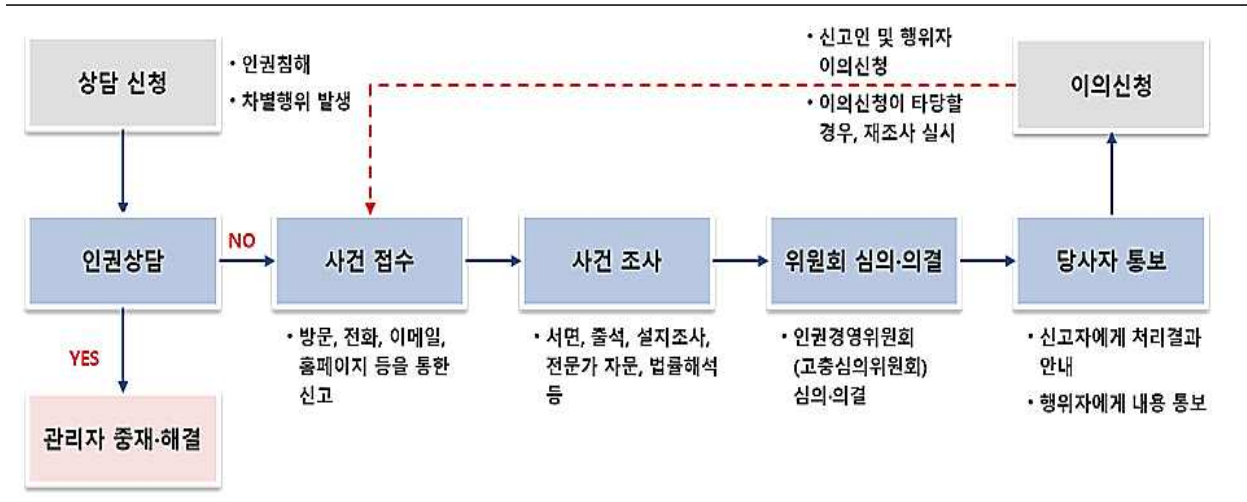 상담 신청
• 인권침해
• 차별행위 발생
• 신고인 및 행위자
이의신청
• 이의신청이 타당할
경우, 재조사 실시
이의신청
인권상담
NO
사건 접수
사건 조사
위원회 심의·의결
당사자 통보
YES
• 방문, 전화, 이메일,
홈페이지 등을 통한
신고
• 서면, 출석, 설지조사,
전문가 자문, 법률해석
등
• 인권경영위원회
(고충심의위원회)
심의·의결
• 신고자에게 처리결과
안내
• 행위자에게 내용 통보
관리자 중재·해결